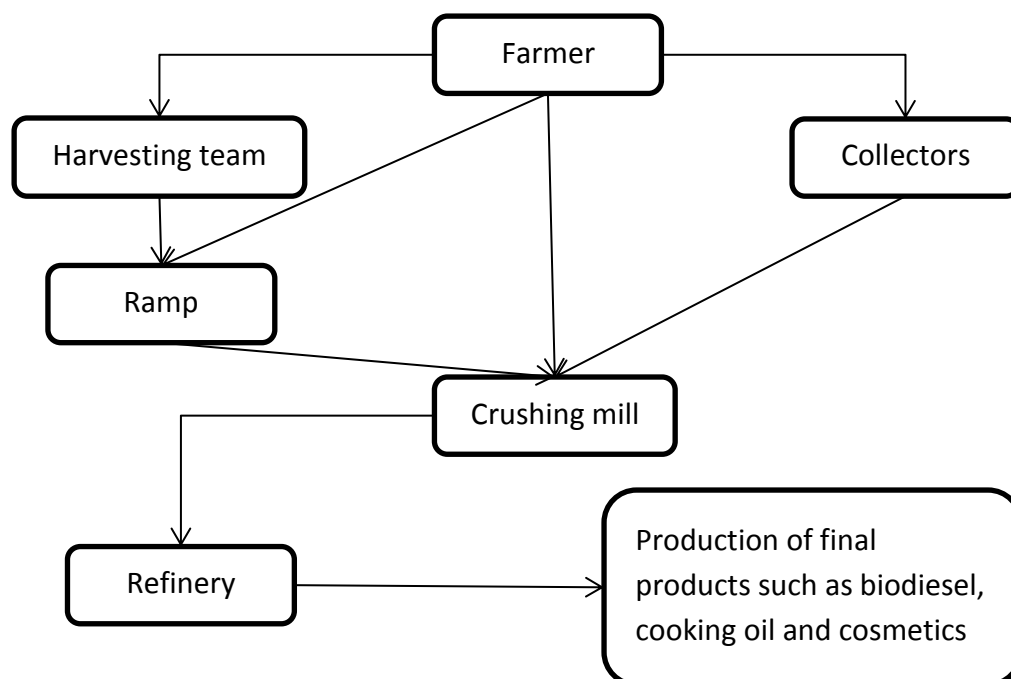 Farmer
Harvesting team
Collectors
Ramp
Crushing mill
Refinery
Production of final
products such as biodiesel,
cooking oil and cosmetics